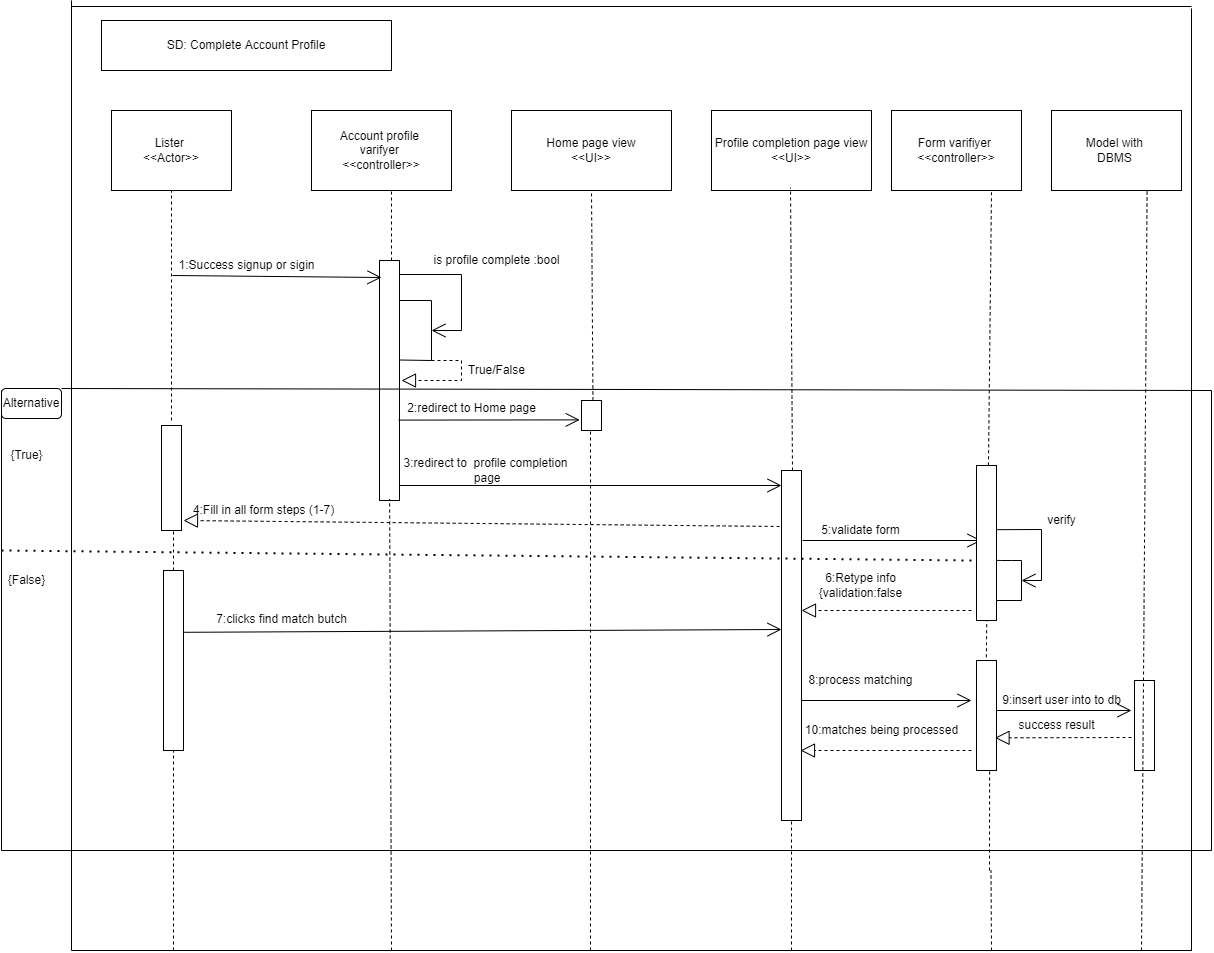 SD: Complete Account Profile
Lister
<<Actor>>
Account profile
varifyer
<<controller>>
Home page view
<<UI>>
Profile completion page view
<<UI>>
Form varifiyer
<<controller>>
Model with
DBMS
1:Success signup or sigin
is profile complete :bool
True/False
Alternative
2:redirect to Home page
{True}
3:redirect to  profile completion
page
4:Fill in all form steps (1-7)
5:validate form
verify
{False}
6:Retype info
{validation:false
7:clicks find match butch
8:process matching
9:insert user into to db
success result
10:matches being processed